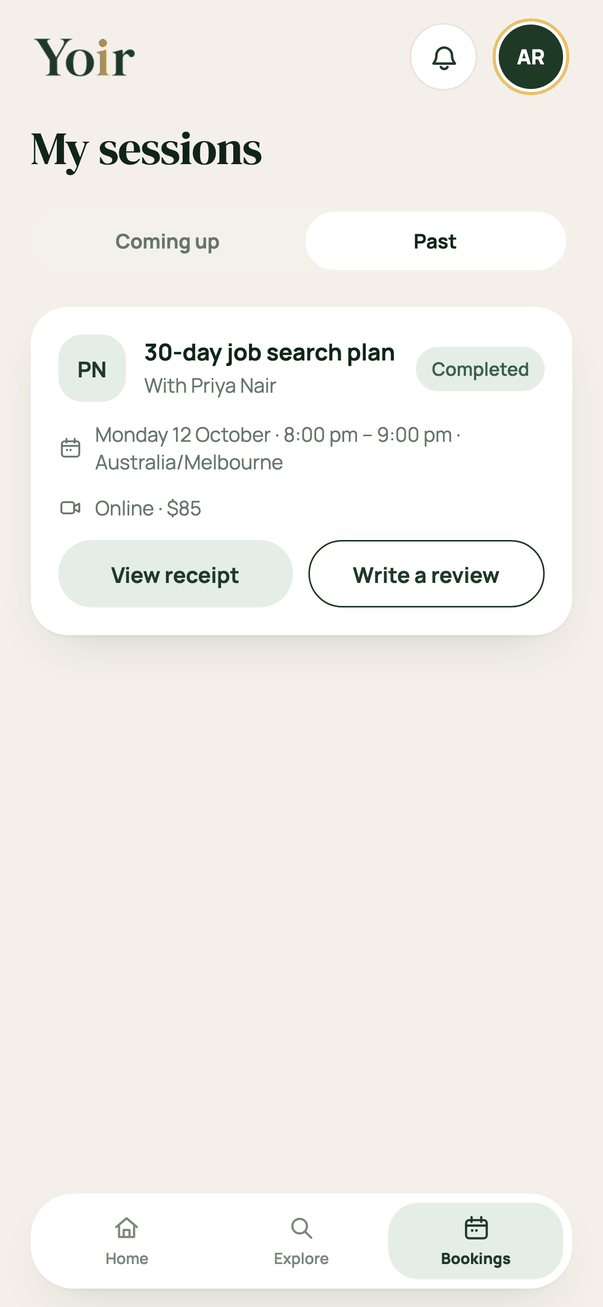 Yoir
AR
My sessions
Coming up
Past
PN
30-day job search plan
With Priya Nair
Completed
Monday 12 October · 8:00 pm – 9:00 pm ·
Australia/Melbourne
Online · $85
View receipt
Write a review
Home
Explore
Bookings